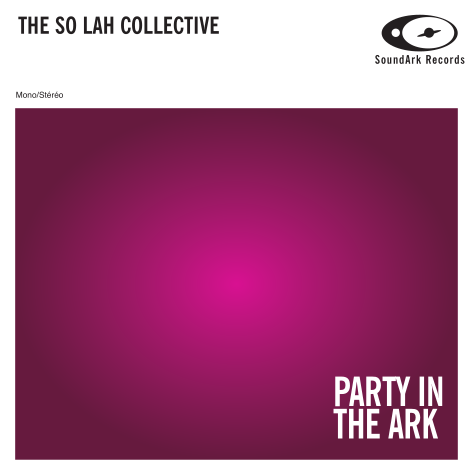 THE SO LAH COLLECTIVE
SoundArk Records
Mono/Stéréo
PARTY IN
THE ARK